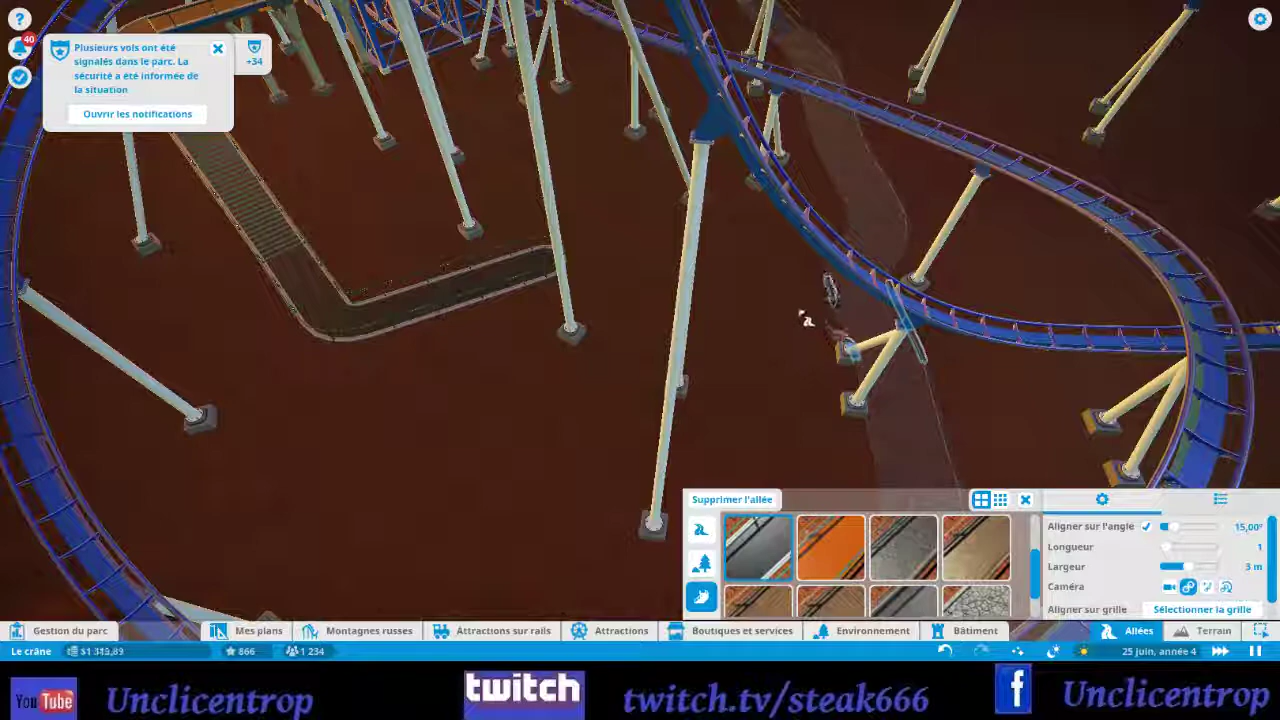 ?
40
Plusieurs vols ont été
signalés dans le parc. La
sécurité a été informée de
la situation
Ouvrir les notifications
+34
Supprimer l'allée
Aligner sur l'angle 15,00°
Longueur 1
Largeur 3 m
Caméra
Aligner sur grille Sélectionner la grille
Gestion du parc
Mes plans
Montagnes russes
Attractions sur rails
Attractions
Boutiques et services
Environnement
Bâtiment
Allées
Terrain
Le crâne
866
1 234
25 juin, année 4
YouTube
Unclicentrop
twitch
twitch.tv/steak666
f
Unclicentrop